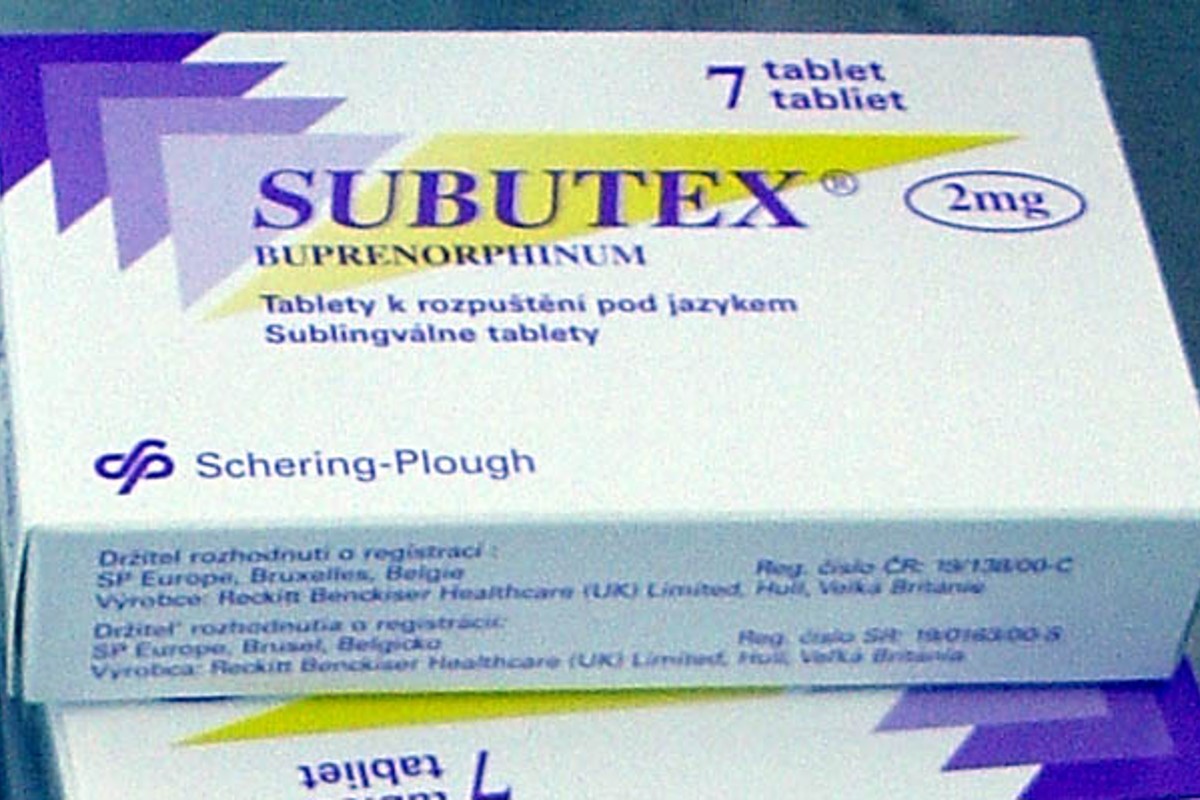 7 tablet
tabliet
SUBUTEX®
2mg
BUPRENORPHINUM
Tablety k rozpuštění pod jazykem
Sublingválne tablety
Schering-Plough
Držitel rozhodnutí o registraci :
SP Europe, Bruxelles, Belgie
Reg. číslo ČR: 19/138/00-C
Výrobce: Reckitt Benckiser Healthcare (UK) Limited, Hull, Velká Británie
Držiteľ rozhodnutia o registrácii:
SP Europe, Brusel, Belgicko
Reg. číslo SR: 19/0163/00-S
Výrobca: Reckitt Benckiser Healthcare (UK) Limited, Hull, Veľká Británia
7 tablet
tabliet